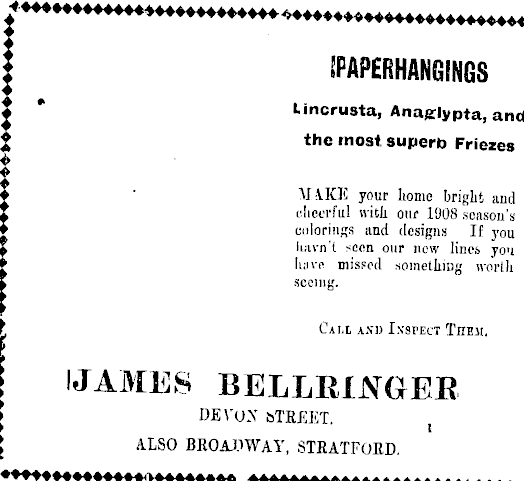 PAPERHANGINGS
Lincrusta, Anaglypta, and
the most superb Friezes
MAKE your home bright and
cheerful with our 1908 season's
colorings and designs If you
havn't seen our new lines you
have missed something worth
seeing.
CALL AND INSPECT THEM.
JAMES BELLRINGER
DEVON STREET.
ALSO BROADWAY, STRATFORD.